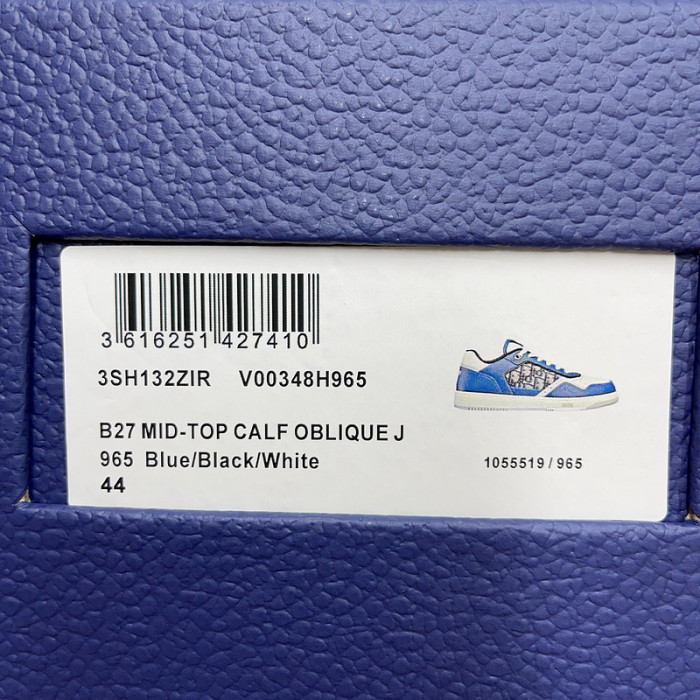 3 616251 427410
3SH132ZIR V00348H965
B27 MID-TOP CALF OBLIQUE J
965 Blue/Black/White
44
1055519 / 965